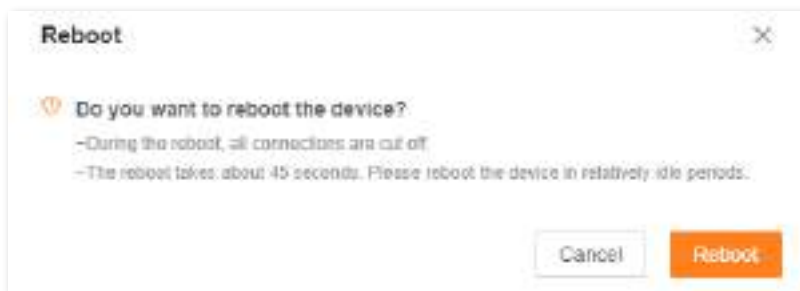 Reboot
Do you want to reboot the device?
-During the reboot, all connections are cut off
-The reboot takes about 45 seconds. Please reboot the device in relatively idle periods.
Cancel
Reboot